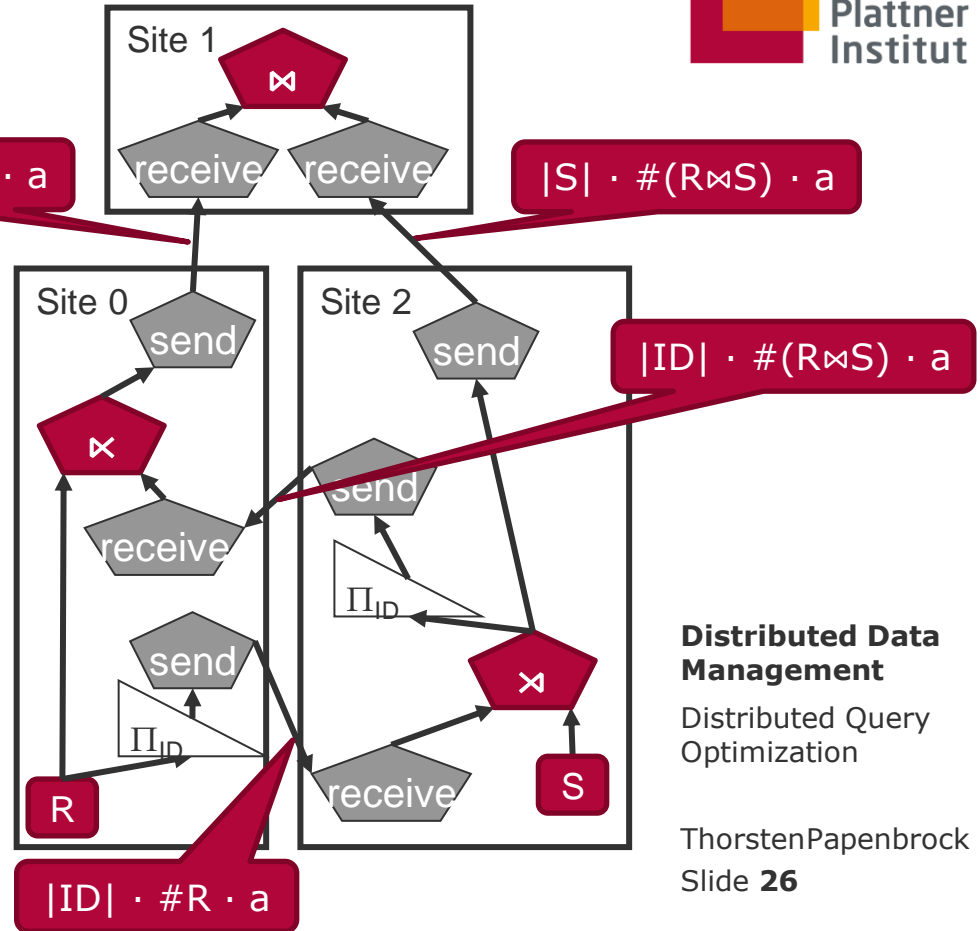 Plattner
Institut
Site 1
⋈
receive
receive
· a
|S| · #(R⋈S) · a
Site 0
Site 2
send
send
|ID| · #(R⋈S) · a
⋉
send
receive
Π_ID
send
⋊
Π_ID
receive
R
S
|ID| · #R · a
Distributed Data
Management
Distributed Query
Optimization
ThorstenPapenbrock
Slide 26